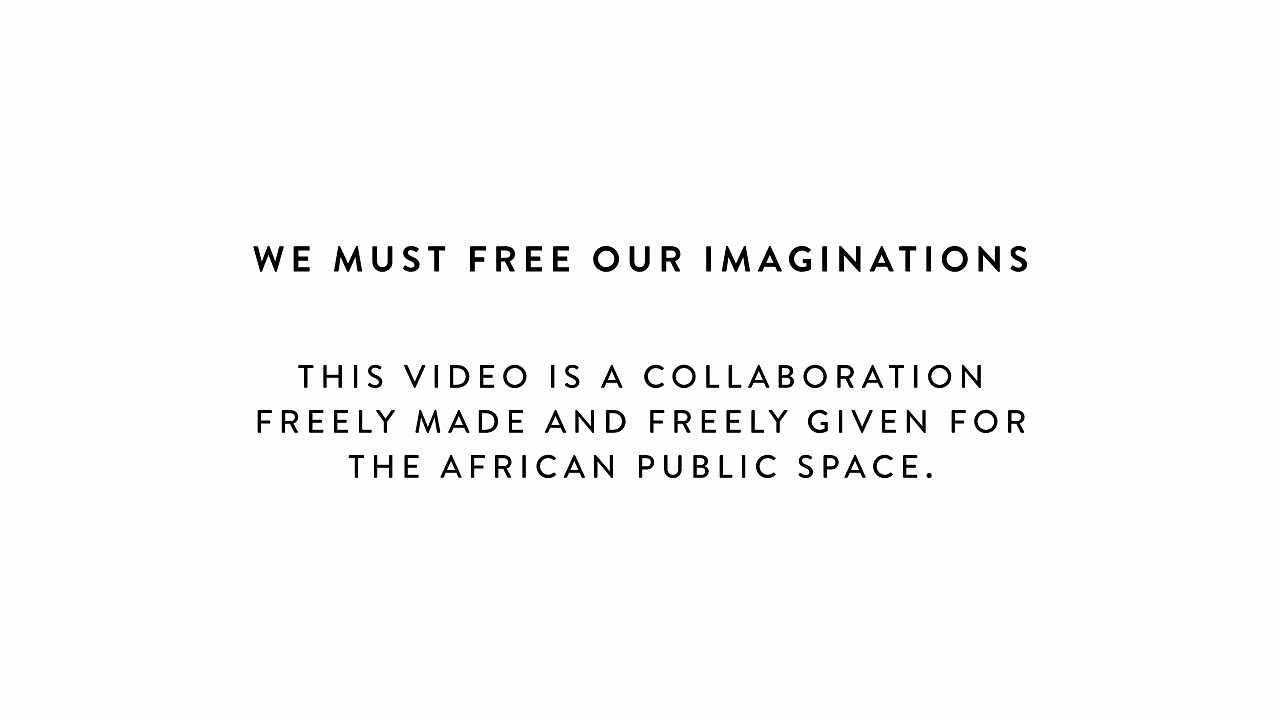 WE MUST FREE OUR IMAGINATIONS
THIS VIDEO IS A COLLABORATION
FREELY MADE AND FREELY GIVEN FOR
THE AFRICAN PUBLIC SPACE.